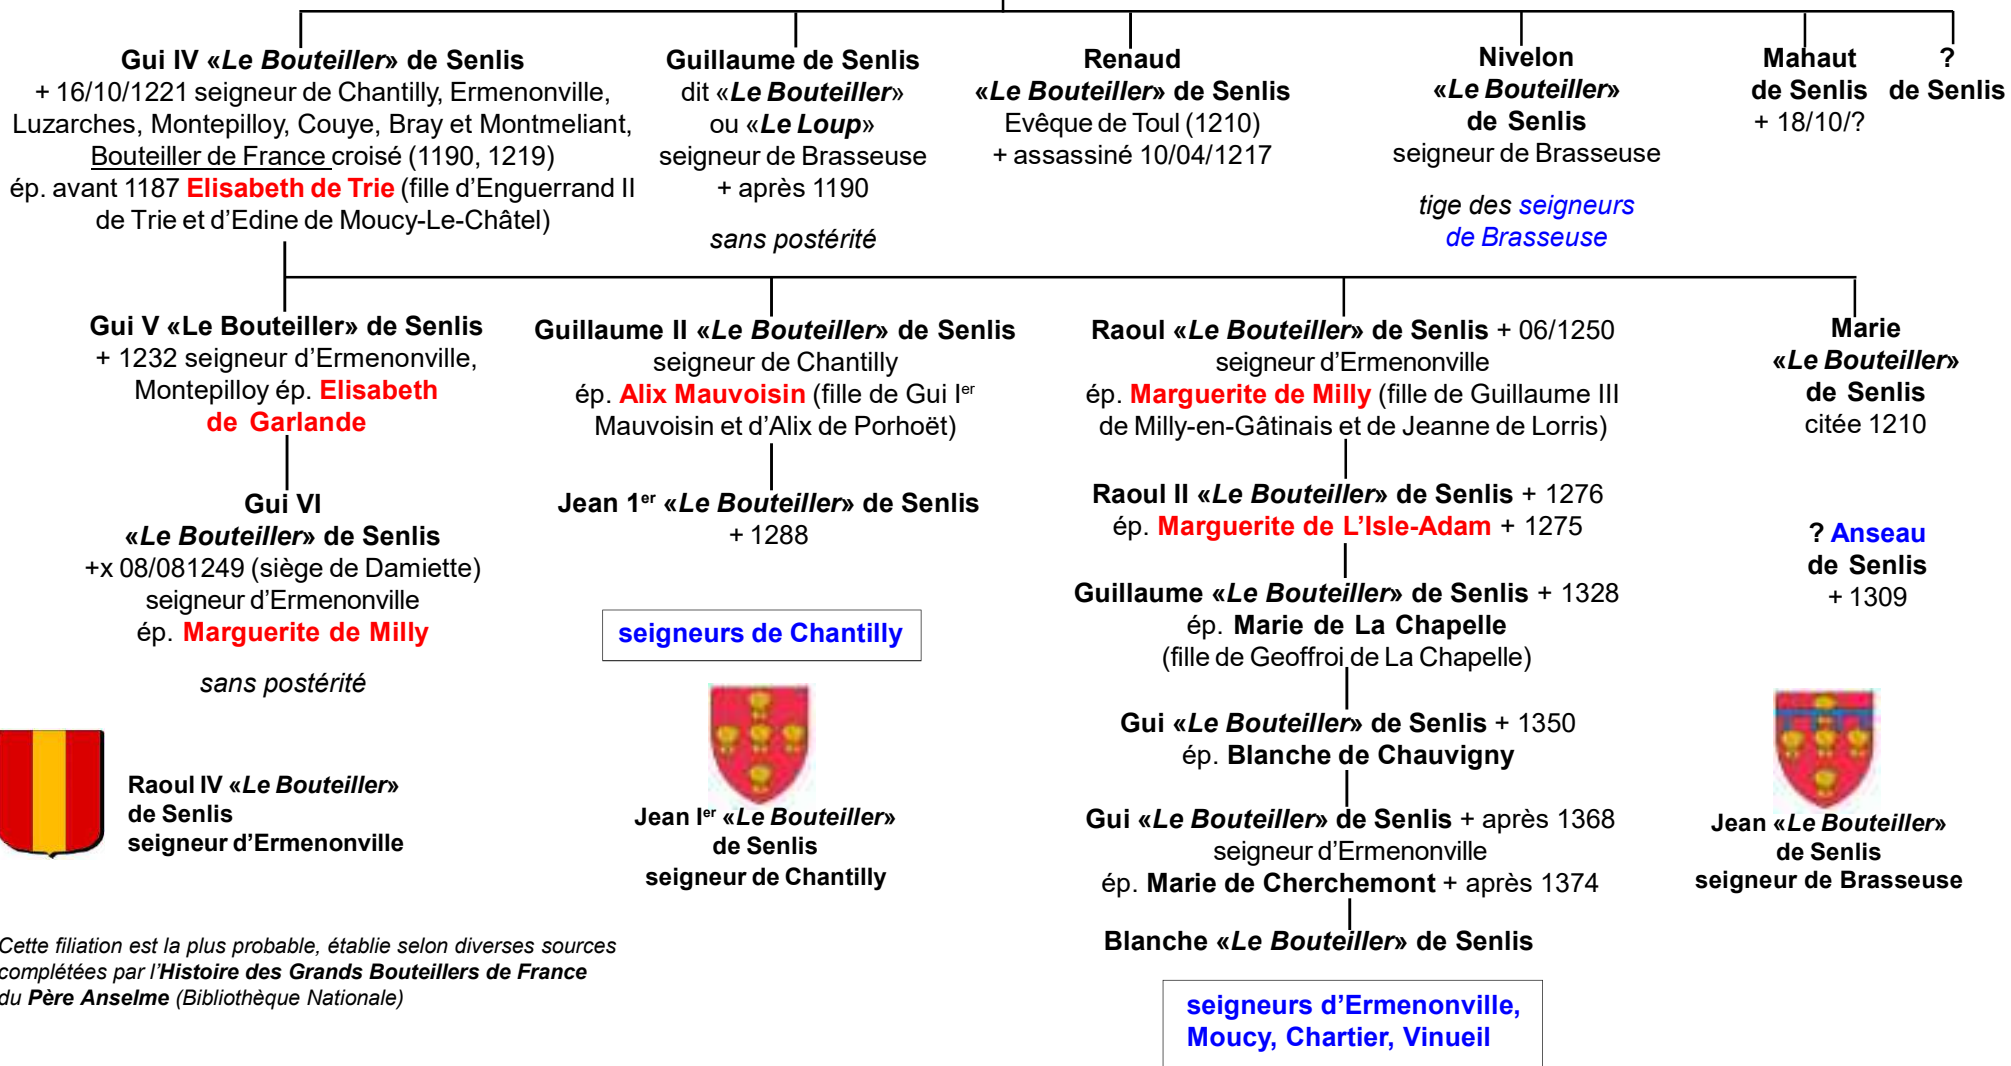 Gui IV «Le Bouteiller» de Senlis
+ 16/10/1221 seigneur de Chantilly, Ermenonville,
Luzarches, Montepilloy, Couye, Bray et Montmeliant,
Bouteiller de France croisé (1190, 1219)
ép. avant 1187 Elisabeth de Trie (fille d’Enguerrand II
de Trie et d’Edine de Moucy-Le-Châtel)
Guillaume de Senlis
dit «Le Bouteiller»
ou «Le Loup»
seigneur de Brasseuse
+ après 1190
sans postérité
Renaud
«Le Bouteiller» de Senlis
Evêque de Toul (1210)
+ assassiné 10/04/1217
Nivelon
«Le Bouteiller»
de Senlis
seigneur de Brasseuse
tige des seigneurs
de Brasseuse
Mahaut
de Senlis
+ 18/10/?
?
de Senlis
Gui V «Le Bouteiller» de Senlis
+ 1232 seigneur d’Ermenonville,
Montepilloy ép. Elisabeth
de Garlande
Guillaume II «Le Bouteiller» de Senlis
seigneur de Chantilly
ép. Alix Mauvoisin (fille de Gui Ier
Mauvoisin et d’Alix de Porhoët)
Raoul «Le Bouteiller» de Senlis + 06/1250
seigneur d’Ermenonville
ép. Marguerite de Milly (fille de Guillaume III
de Milly-en-Gâtinais et de Jeanne de Lorris)
Marie
«Le Bouteiller»
de Senlis
citée 1210
Gui VI
«Le Bouteiller» de Senlis
+x 08/081249 (siège de Damiette)
seigneur d’Ermenonville
ép. Marguerite de Milly
sans postérité
Jean 1er «Le Bouteiller» de Senlis
+ 1288
seigneurs de Chantilly
Raoul II «Le Bouteiller» de Senlis + 1276
ép. Marguerite de L’Isle-Adam + 1275
Guillaume «Le Bouteiller» de Senlis + 1328
ép. Marie de La Chapelle
(fille de Geoffroi de La Chapelle)
Gui «Le Bouteiller» de Senlis + 1350
ép. Blanche de Chauvigny
Gui «Le Bouteiller» de Senlis + après 1368
seigneur d’Ermenonville
ép. Marie de Cherchemont + après 1374
Blanche «Le Bouteiller» de Senlis
seigneurs d’Ermenonville,
Moucy, Chartier, Vinueil
? Anseau
de Senlis
+ 1309
Raoul IV «Le Bouteiller»
de Senlis
seigneur d’Ermenonville
Jean Ier «Le Bouteiller»
de Senlis
seigneur de Chantilly
Jean «Le Bouteiller»
de Senlis
seigneur de Brasseuse
Cette filiation est la plus probable, établie selon diverses sources
complétées par l’Histoire des Grands Bouteillers de France
du Père Anselme (Bibliothèque Nationale)